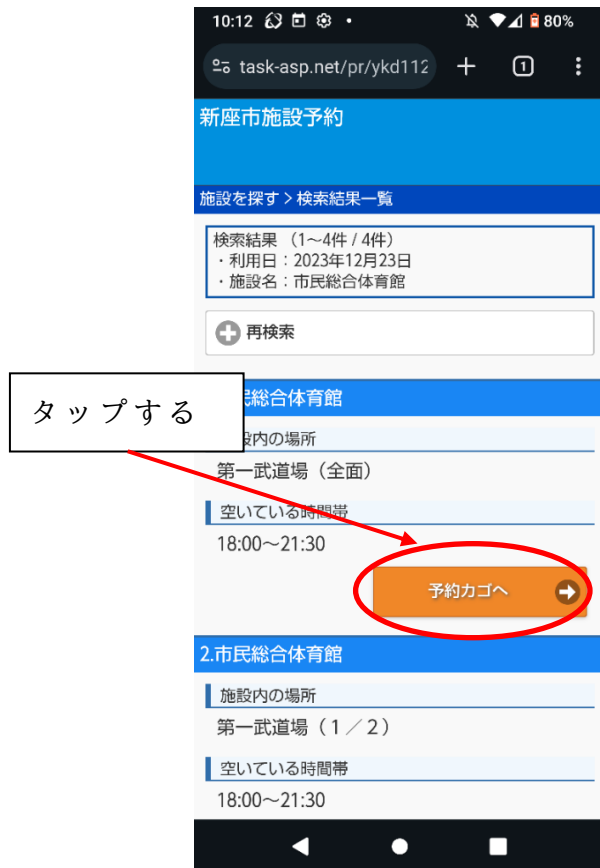 10:12
80%
task-asp.net/pr/ykd112
1
新座市施設予約
施設を探す > 検索結果一覧
検索結果 （1～4件 / 4件）
・利用日：2023年12月23日
・施設名：市民総合体育館
再検索
タップする
総合体育館
内の場所
第一武道場（全面）
空いている時間帯
18:00～21:30
予約カゴへ
2.市民総合体育館
施設内の場所
第一武道場（１／２）
空いている時間帯
18:00～21:30